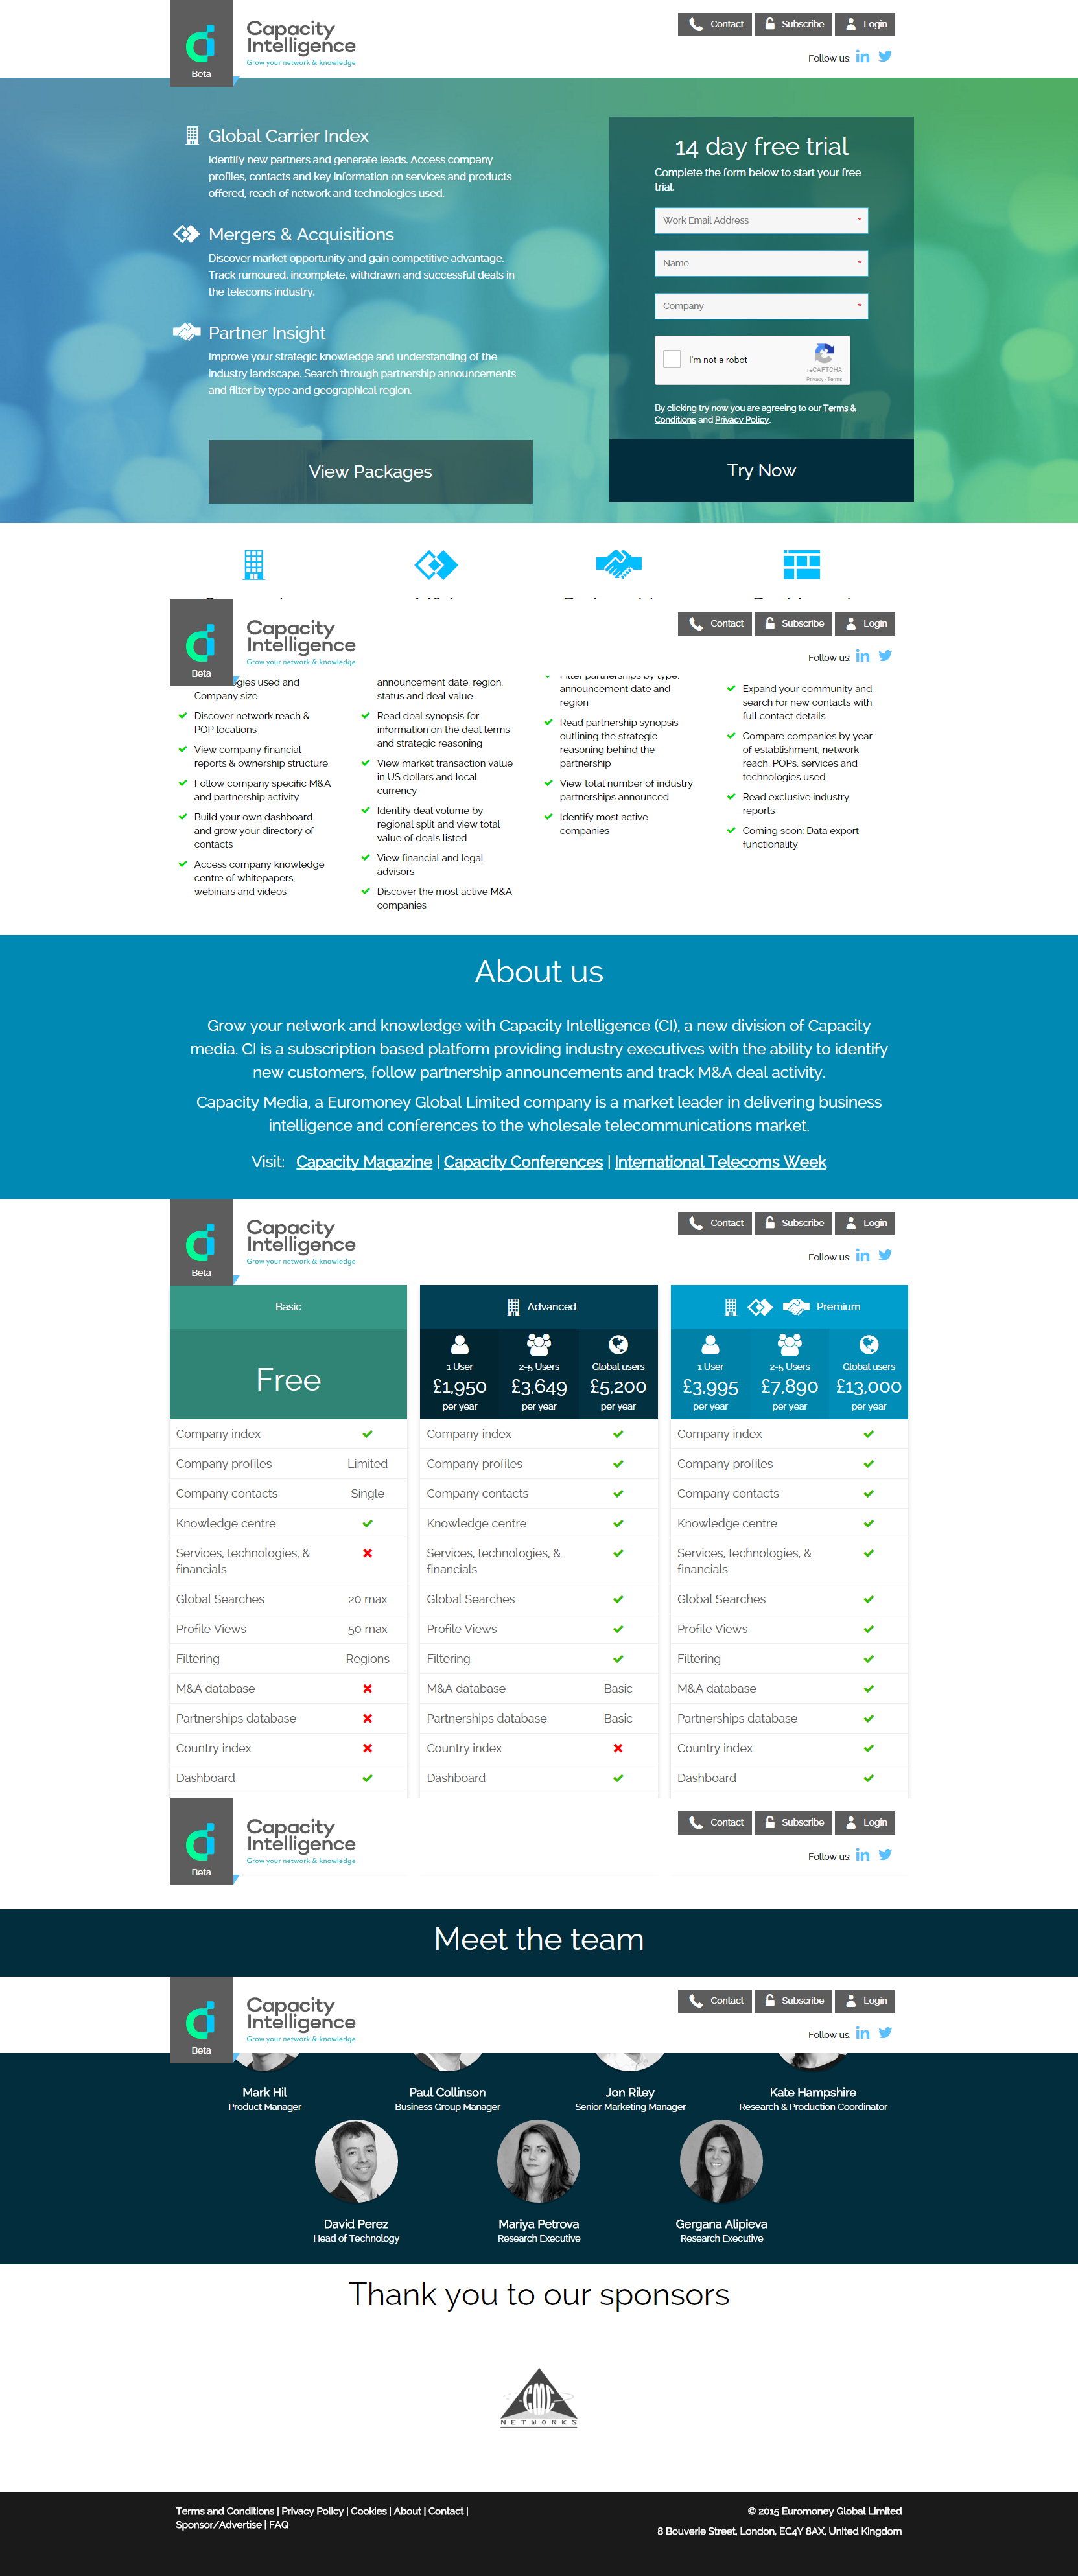 Capacity
Intelligence
Grow your network & knowledge
Beta
Contact
Subscribe
Login
Follow us:
Global Carrier Index
Identify new partners and generate leads. Access company
profiles, contacts and key information on services and products
offered, reach of network and technologies used.
Mergers & Acquisitions
Discover market opportunity and gain competitive advantage.
Track rumoured, incomplete, withdrawn and successful deals in
the telecoms industry.
Partner Insight
Improve your strategic knowledge and understanding of the
industry landscape. Search through partnership announcements
and filter by type and geographical region.
View Packages
14 day free trial
Complete the form below to start your free
trial.
Work Email Address *
Name *
Company *
I'm not a robot
reCAPTCHA
Privacy - Terms
By clicking try now you are agreeing to our Terms &
Conditions and Privacy Policy.
Try Now
Capacity
Intelligence
Grow your network & knowledge
Beta
Contact
Subscribe
Login
Follow us:
used and
Company size
Discover network reach &
POP locations
View company financial
reports & ownership structure
Follow company specific M&A
and partnership activity
Build your own dashboard
and grow your directory of
contacts
Access company knowledge
centre of whitepapers,
webinars and videos
announcement date, region,
status and deal value
Read deal synopsis for
information on the deal terms
and strategic reasoning
View market transaction value
in US dollars and local
currency
Identify deal volume by
regional split and view total
value of deals listed
View financial and legal
advisors
Discover the most active M&A
companies
Filter partnerships by type,
announcement date and
region
Read partnership synopsis
outlining the strategic
reasoning behind the
partnership
View total number of industry
partnerships announced
Identify most active
companies
Expand your community and
search for new contacts with
full contact details
Compare companies by year
of establishment, network
reach, POPs, services and
technologies used
Read exclusive industry
reports
Coming soon: Data export
functionality
About us
Grow your network and knowledge with Capacity Intelligence (CI), a new division of Capacity
media. CI is a subscription based platform providing industry executives with the ability to identify
new customers, follow partnership announcements and track M&A deal activity.
Capacity Media, a Euromoney Global Limited company is a market leader in delivering business
intelligence and conferences to the wholesale telecommunications market.
Visit: Capacity Magazine | Capacity Conferences | International Telecoms Week
Capacity
Intelligence
Grow your network & knowledge
Beta
Contact
Subscribe
Login
Follow us:
Basic
Free
Company index
Company profiles Limited
Company contacts Single
Knowledge centre
Services, technologies, &
financials
Global Searches 20 max
Profile Views 50 max
Filtering Regions
M&A database
Partnerships database
Country index
Dashboard
Advanced
1 User 2-5 Users Global users
£1,950 £3,649 £5,200
per year per year per year
Company index
Company profiles
Company contacts
Knowledge centre
Services, technologies, &
financials
Global Searches
Profile Views
Filtering
M&A database Basic
Partnerships database Basic
Country index
Dashboard
Premium
1 User 2-5 Users Global users
£3,995 £7,890 £13,000
per year per year per year
Company index
Company profiles
Company contacts
Knowledge centre
Services, technologies, &
financials
Global Searches
Profile Views
Filtering
M&A database
Partnerships database
Country index
Dashboard
Capacity
Intelligence
Grow your network & knowledge
Beta
Contact
Subscribe
Login
Follow us:
Meet the team
Capacity
Intelligence
Grow your network & knowledge
Beta
Contact
Subscribe
Login
Follow us:
Mark Hil
Product Manager
Paul Collinson
Business Group Manager
Jon Riley
Senior Marketing Manager
Kate Hampshire
Research & Production Coordinator
David Perez
Head of Technology
Mariya Petrova
Research Executive
Gergana Alipieva
Research Executive
Thank you to our sponsors
CMC
NETWORKS
Terms and Conditions | Privacy Policy | Cookies | About | Contact |
Sponsor/Advertise | FAQ
© 2015 Euromoney Global Limited
8 Bouverie Street, London, EC4Y 8AX, United Kingdom